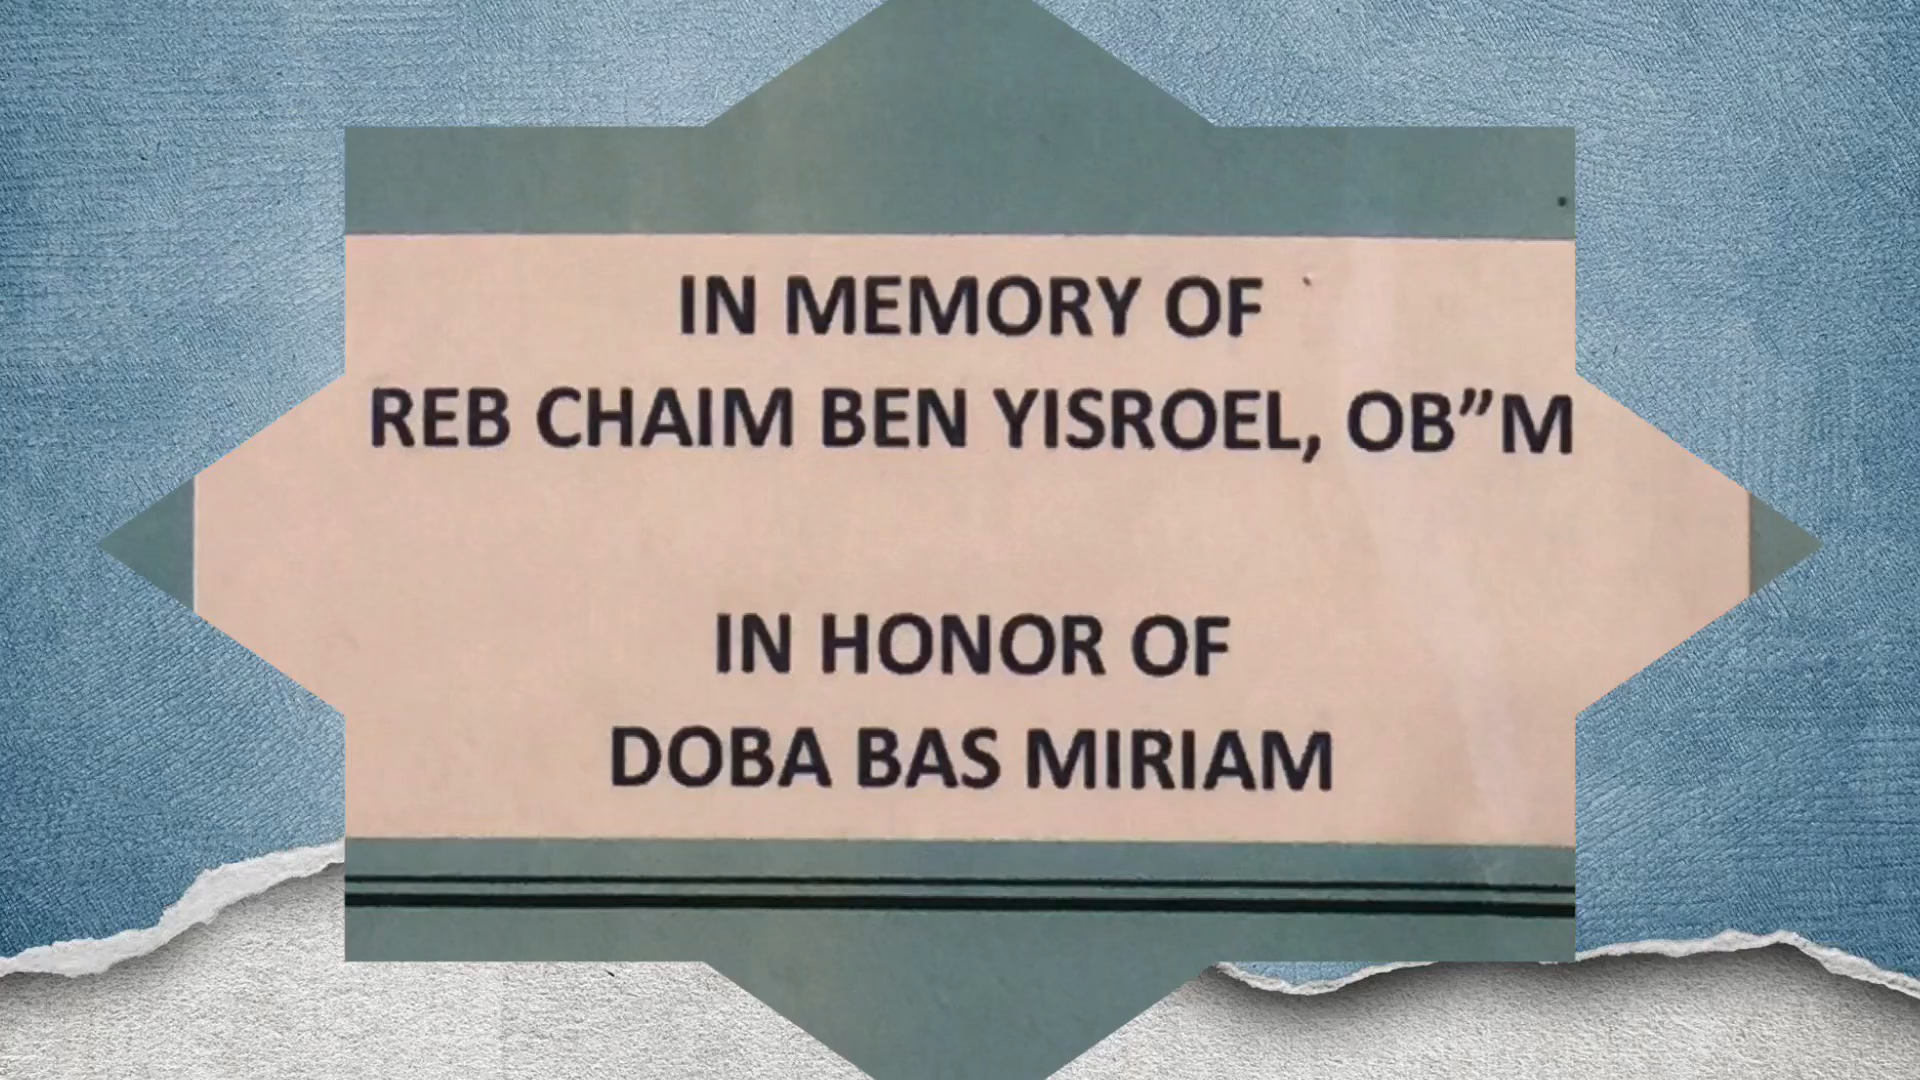 IN MEMORY OF
REB CHAIM BEN YISROEL, OB”M
IN HONOR OF
DOBA BAS MIRIAM